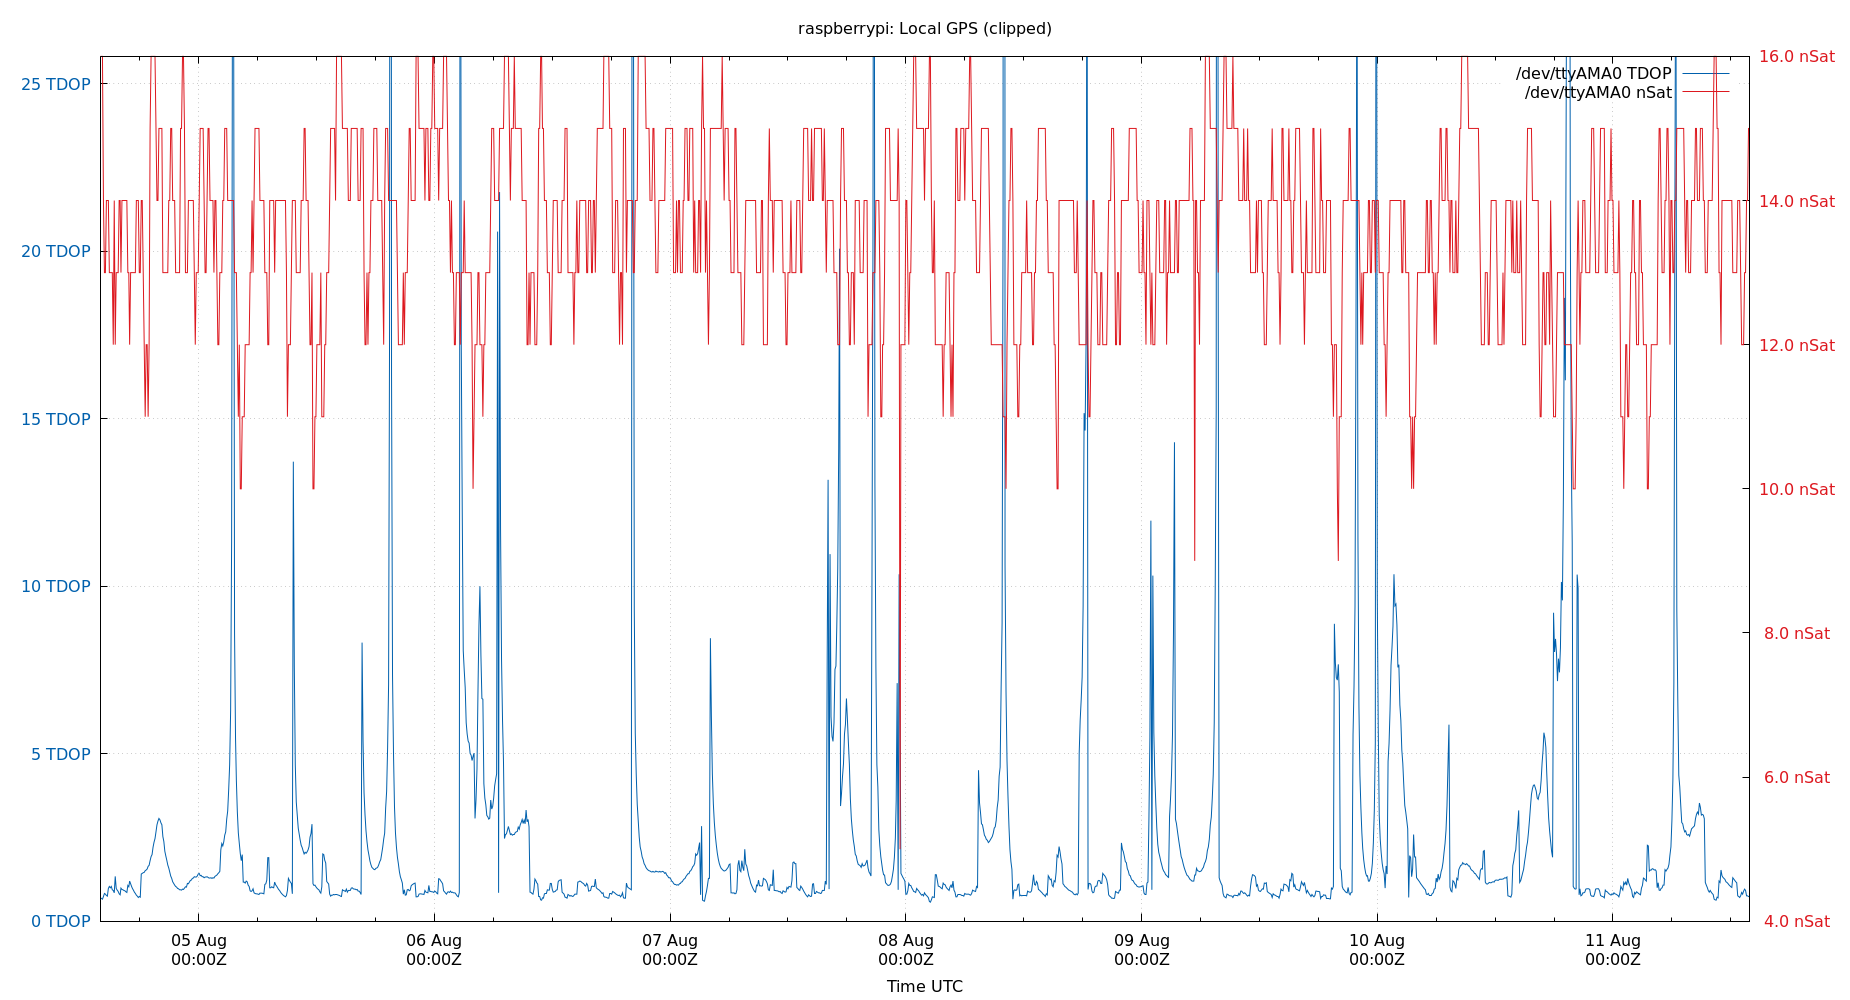 raspberrypi: Local GPS (clipped)
25 TDOP
20 TDOP
15 TDOP
10 TDOP
5 TDOP
0 TDOP
16.0 nSat
14.0 nSat
12.0 nSat
10.0 nSat
8.0 nSat
6.0 nSat
4.0 nSat
/dev/ttyAMA0 TDOP
/dev/ttyAMA0 nSat
05 Aug
00:00Z
06 Aug
00:00Z
07 Aug
00:00Z
08 Aug
00:00Z
09 Aug
00:00Z
10 Aug
00:00Z
11 Aug
00:00Z
Time UTC